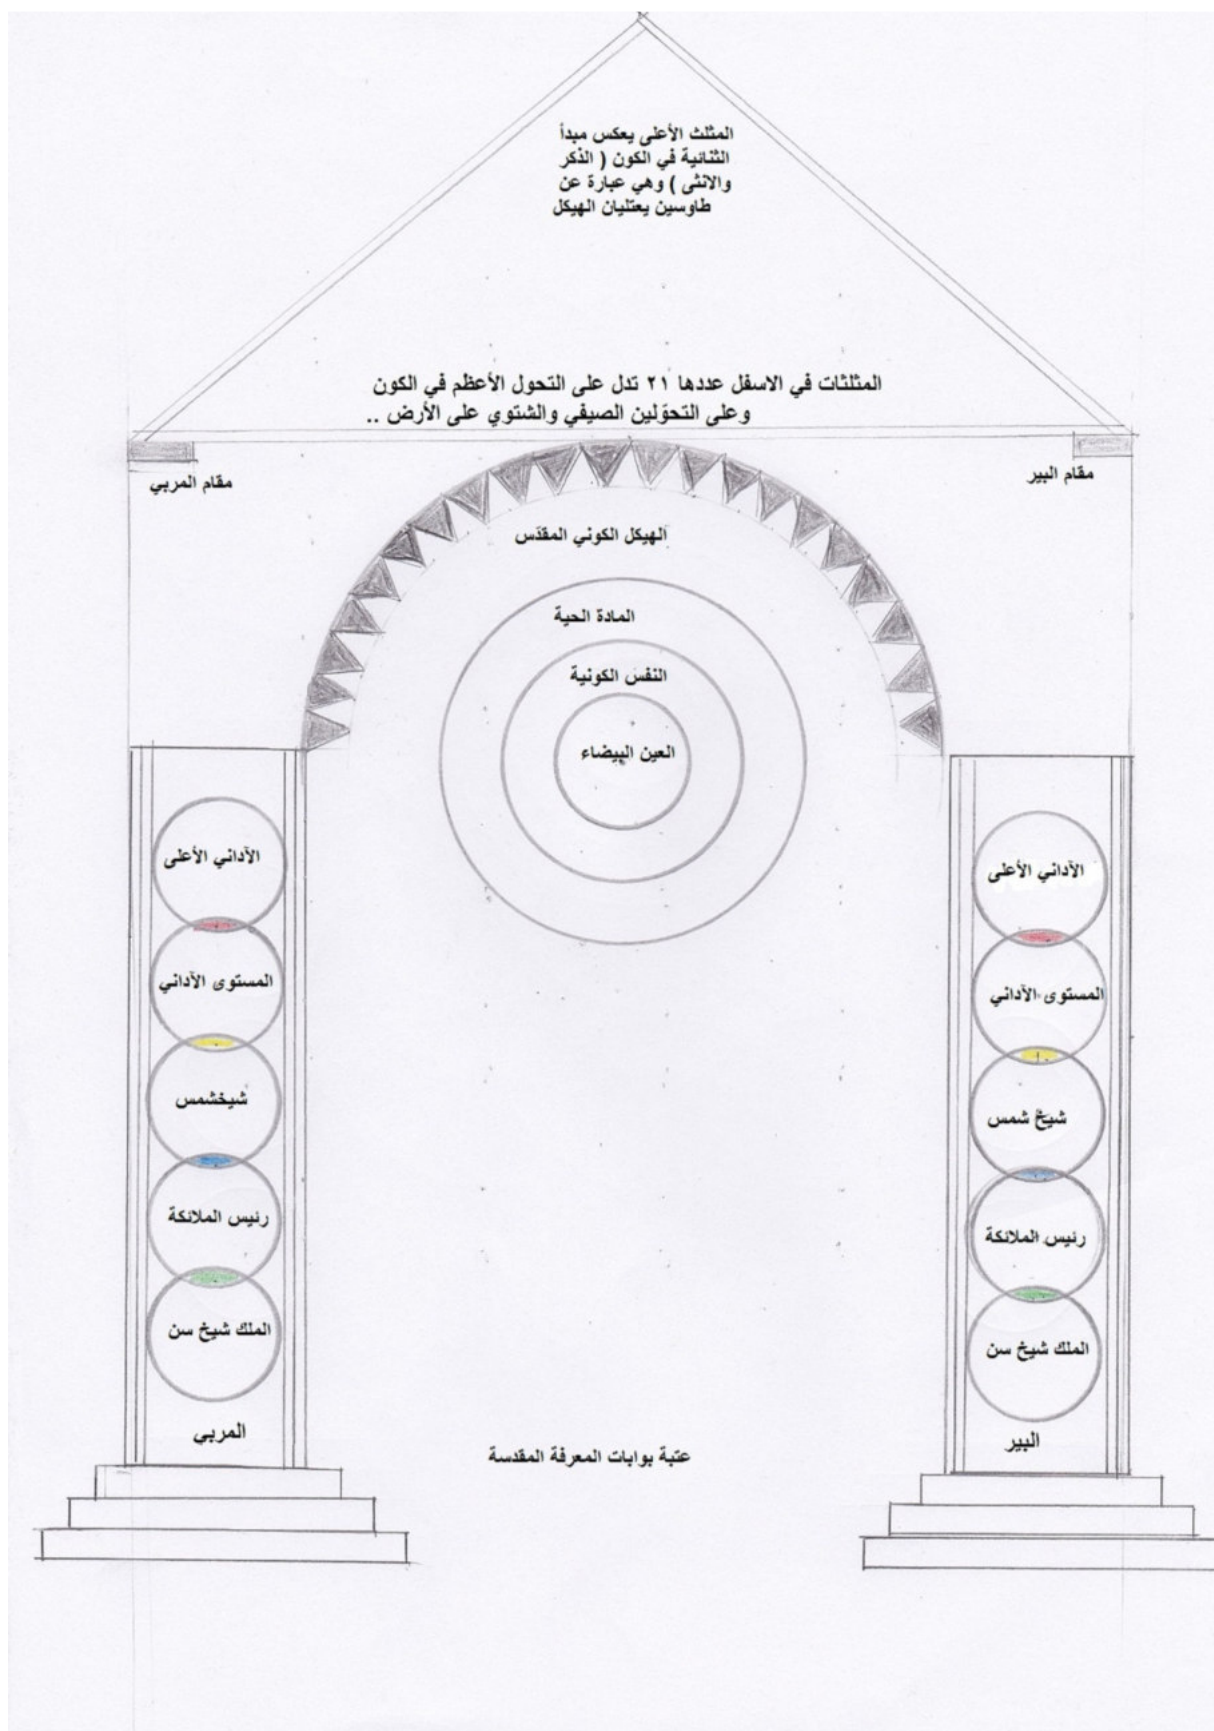 المثلث الأعلى يعكس مبدأ
الثنائية في الكون ( الذكر
والانثى ) وهي عبارة عن
طاوسين يعتليان الهيكل
المثلثات في الاسفل عددها ٢١ تدل على التحول الأعظم في الكون
وعلى التحوّلين الصيفي والشتوي على الأرض ..
مقام البير
مقام المربي
الهيكل الكوني المقدّس
المادة الحية
النفس الكونية
العين البيضاء
الآداني الأعلى
المستوى الآداني
شيخ شمس
رئيس الملائكة
الملك شيخ سن
البير
الآداني الأعلى
المستوى الآداني
شيخشمس
رئيس الملائكة
الملك شيخ سن
المربي
عتبة بوابات المعرفة المقدسة